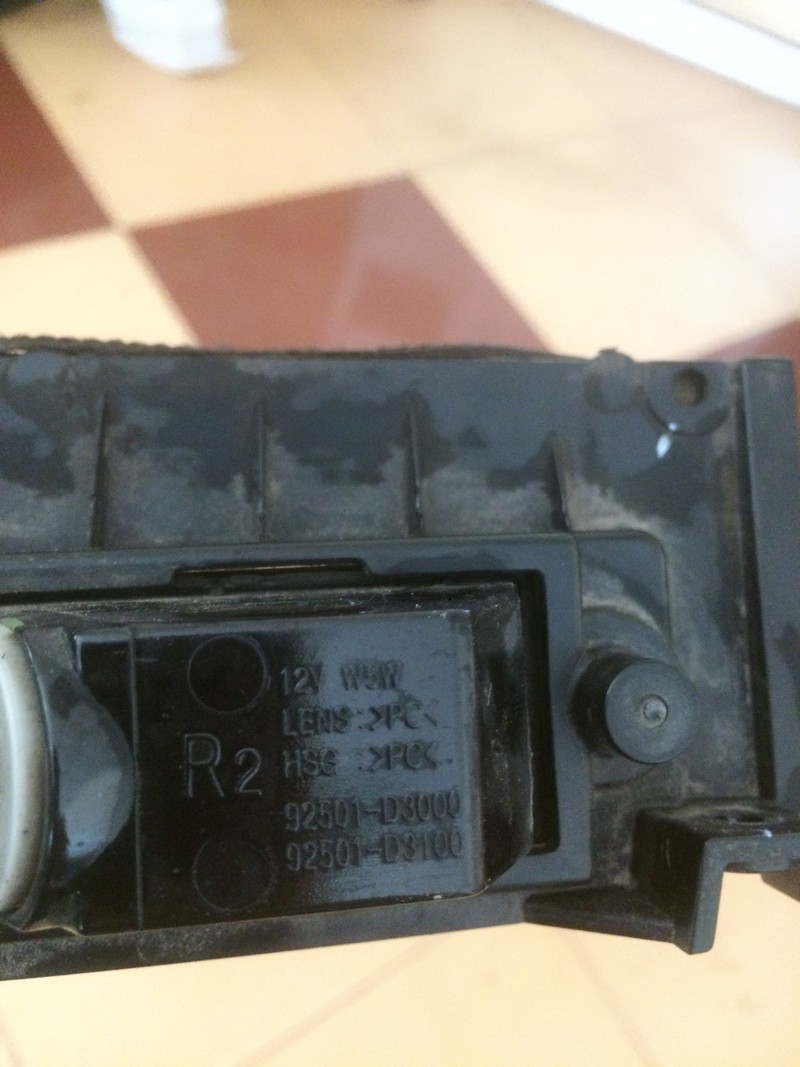 12V W5W
LENS >PC<
R2
HSG >PC<
92501-D3000
92501-D3100